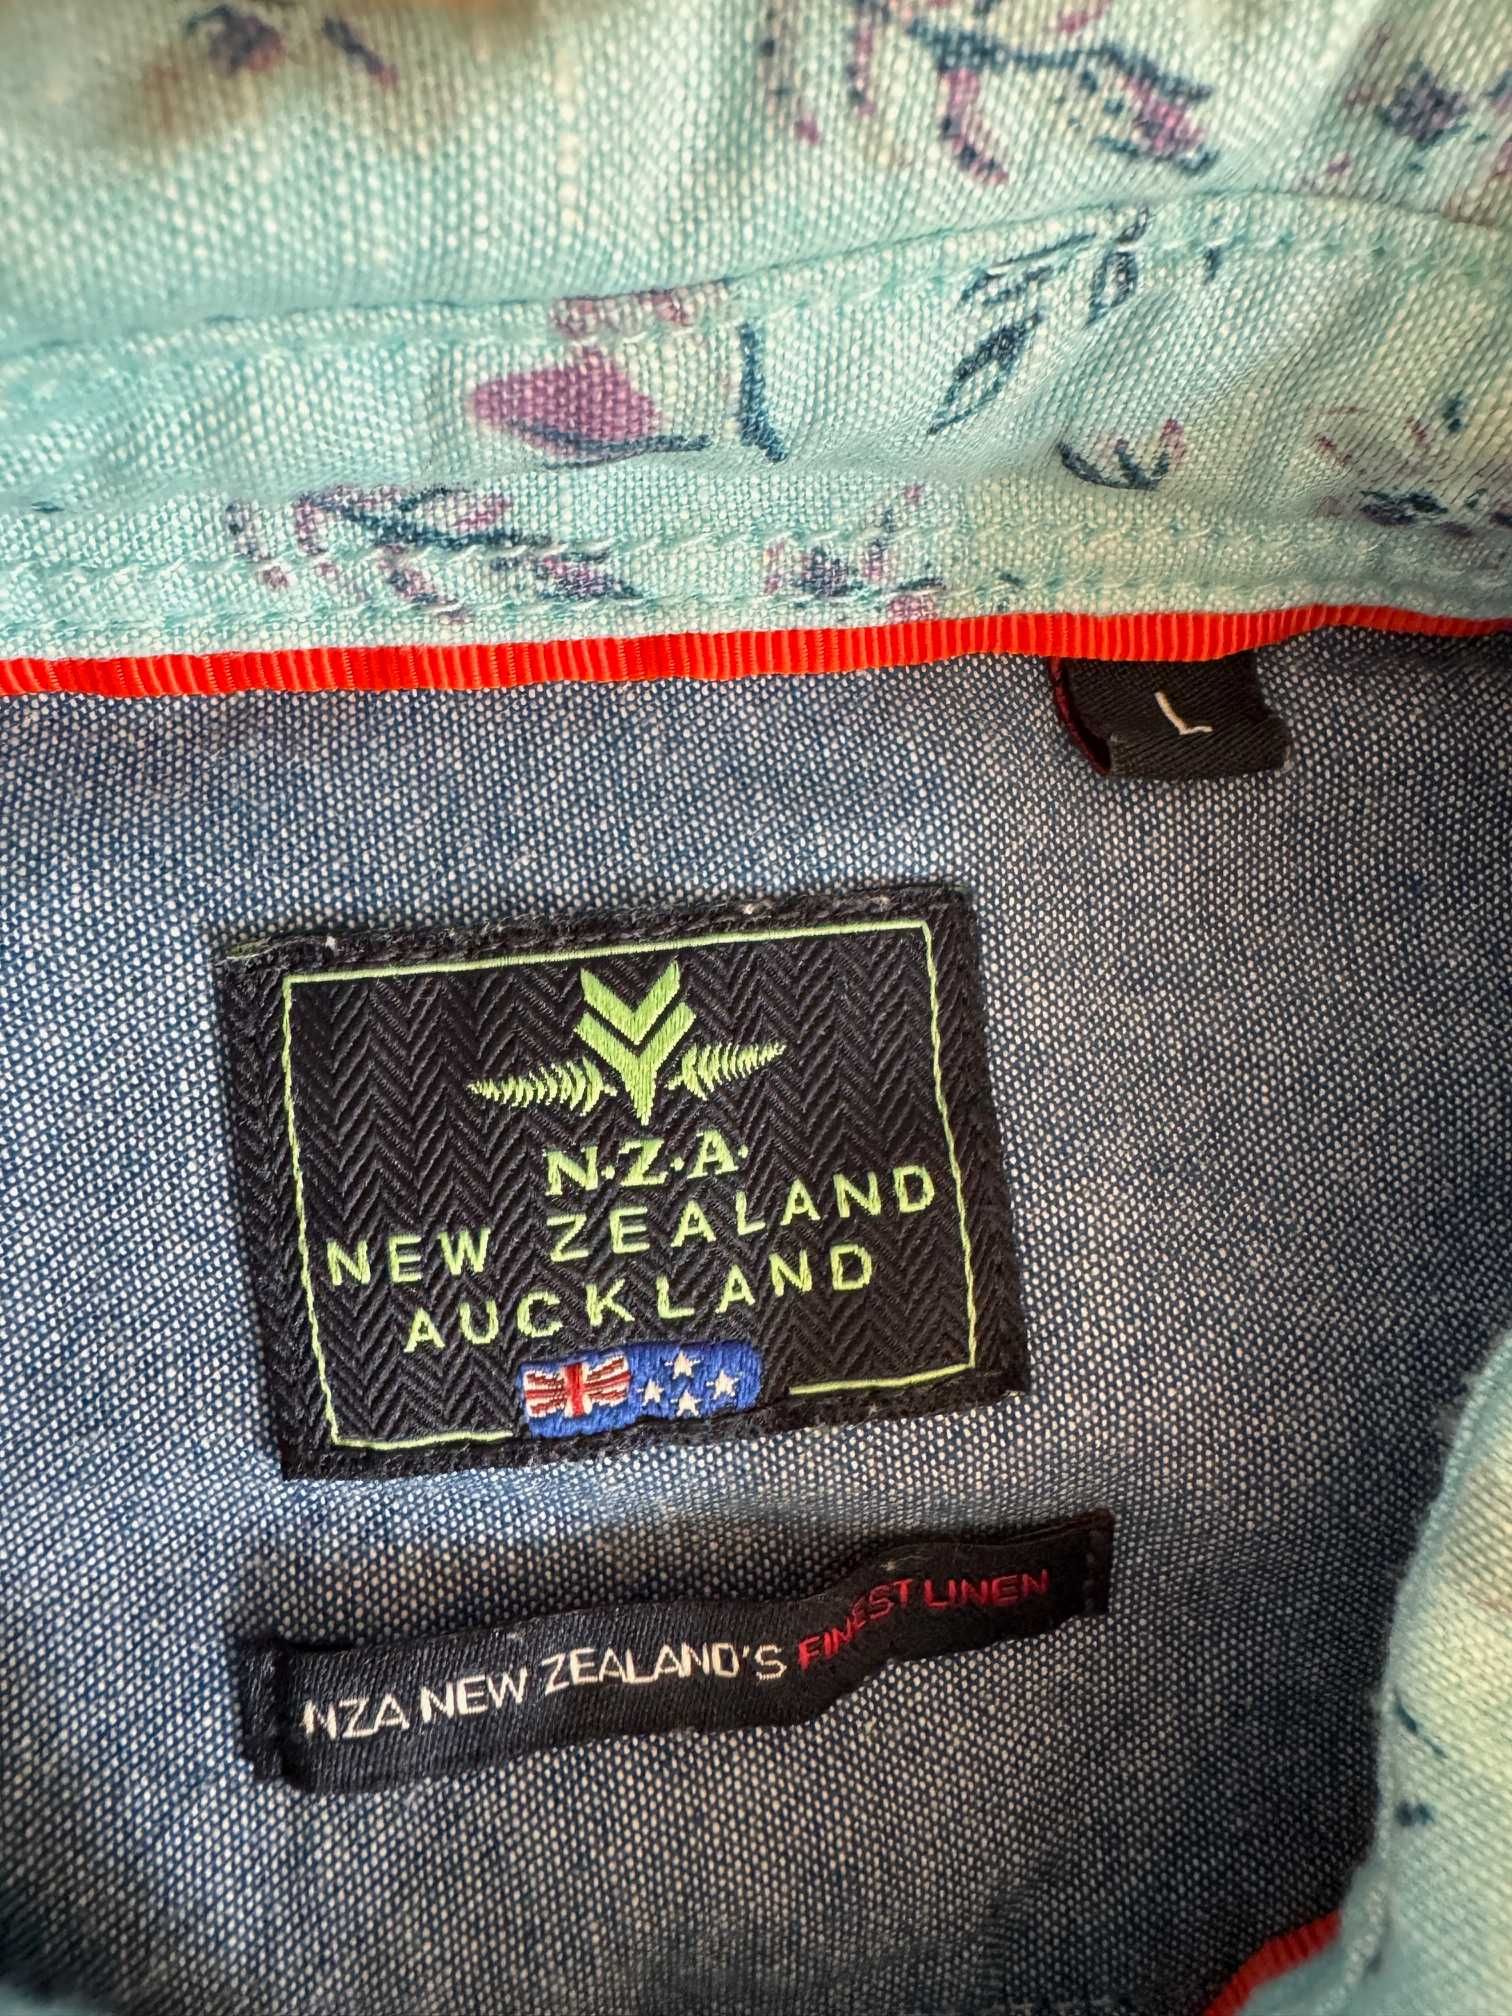 L
N.Z.A.
NEW ZEALAND
AUCKLAND
NZA NEW ZEALAND'S FINEST LINEN